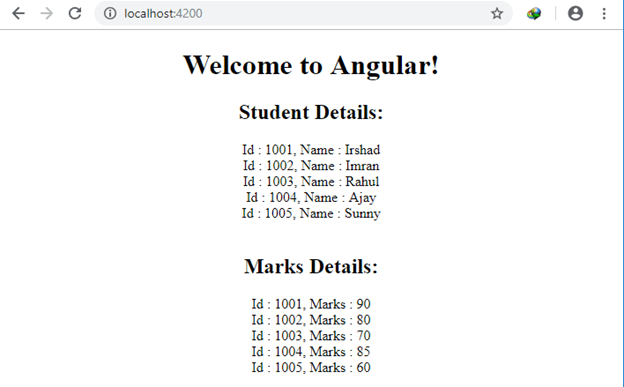 localhost:4200
Welcome to Angular!
Student Details:
Id : 1001, Name : Irshad
Id : 1002, Name : Imran
Id : 1003, Name : Rahul
Id : 1004, Name : Ajay
Id : 1005, Name : Sunny
Marks Details:
Id : 1001, Marks : 90
Id : 1002, Marks : 80
Id : 1003, Marks : 70
Id : 1004, Marks : 85
Id : 1005, Marks : 60